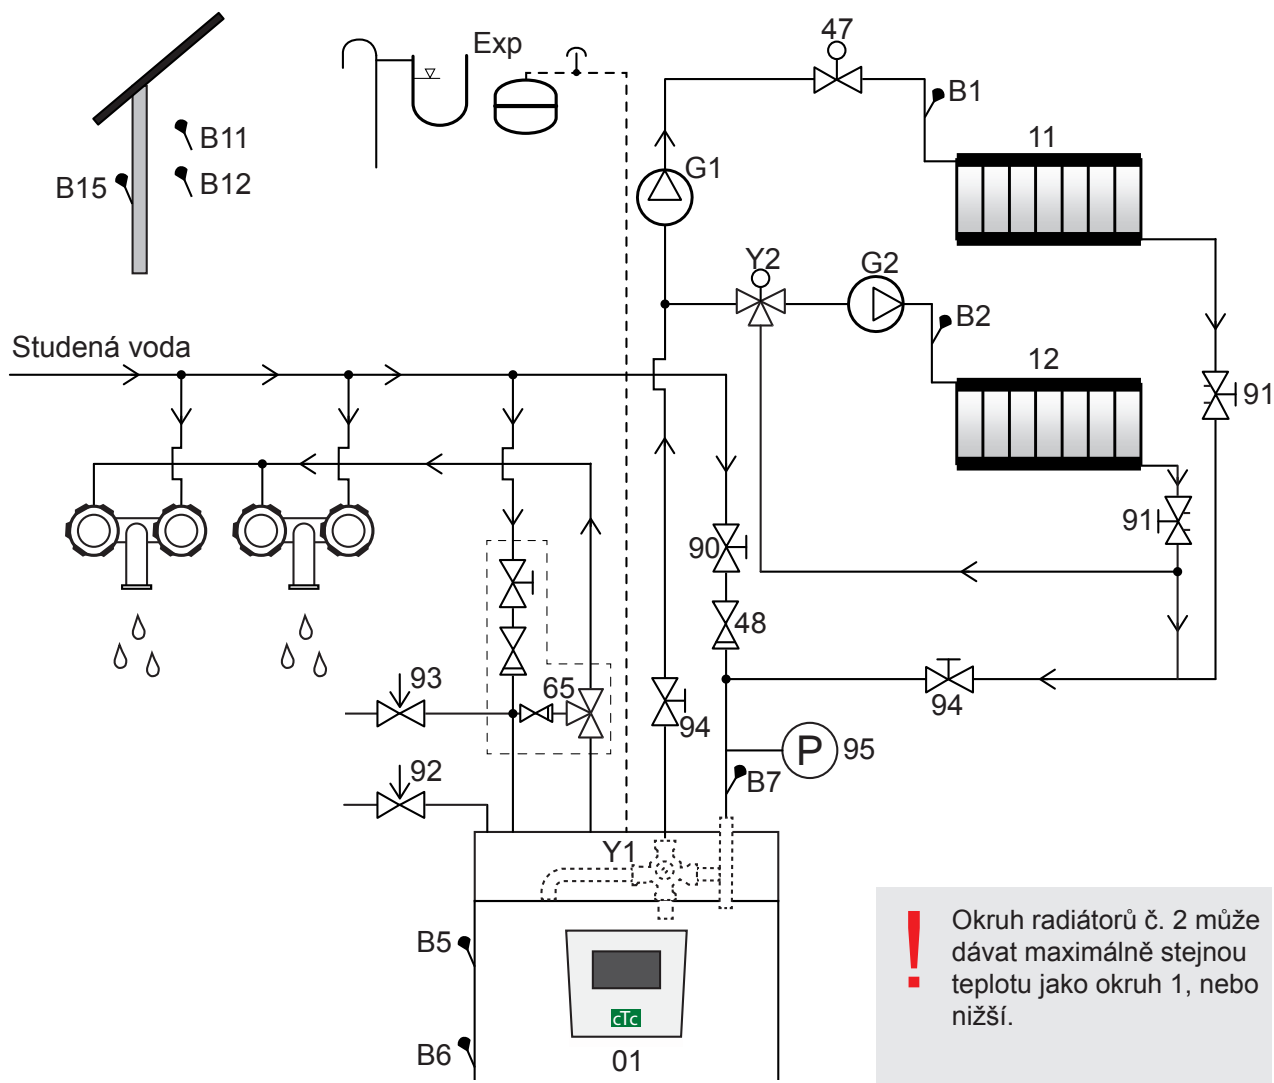 47
Exp
B1
B11
11
B15
B12
G1
Y2
G2
B2
Studená voda
12
91
91
90
48
93
65
94
94
P
95
B7
92
Y1
B5
cTc
B6
01
! Okruh radiátorů č. 2 může
dávat maximálně stejnou
teplotu jako okruh 1, nebo
nižší.